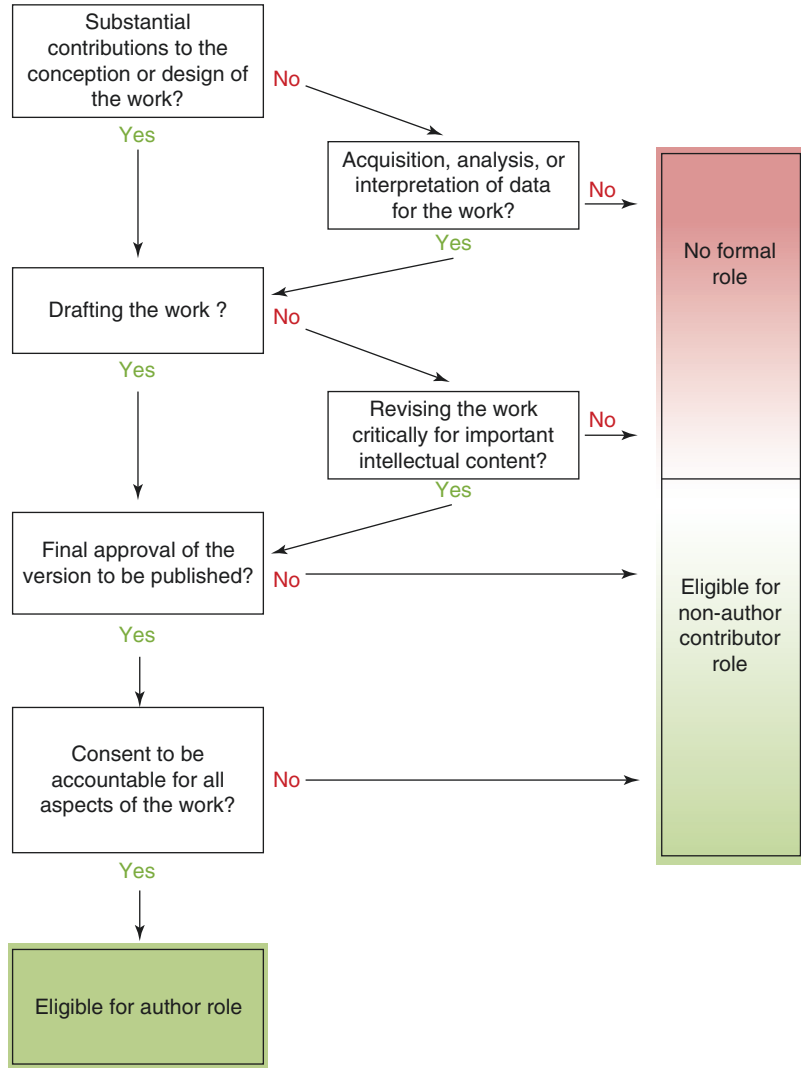 Substantial
contributions to the
conception or design of
the work?
No
Yes
Acquisition, analysis, or
interpretation of data
for the work?
No
Yes
No formal
role
Drafting the work ?
No
Yes
Revising the work
critically for important
intellectual content?
No
Yes
Final approval of the
version to be published?
No
Yes
Eligible for
non-author
contributor
role
Consent to be
accountable for all
aspects of the work?
No
Yes
Eligible for author role